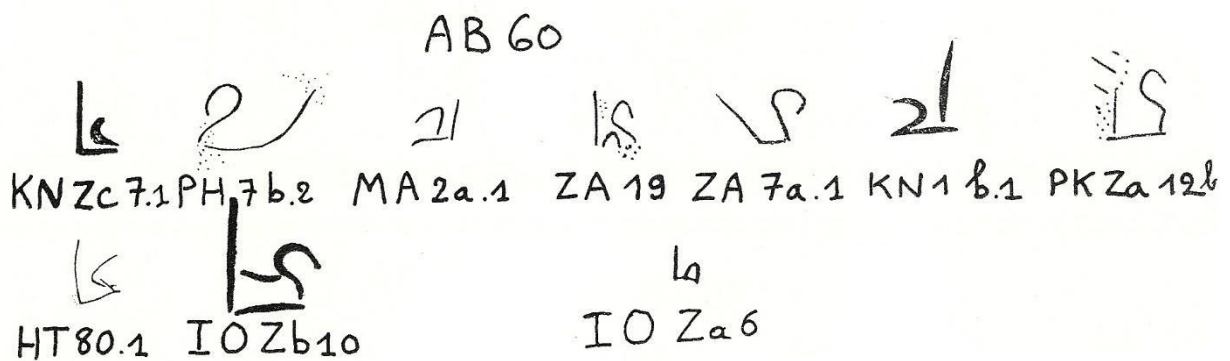 AB 60
KN Zc 7.1 PH 7b.2 MA 2a.1 ZA 19 ZA 7a.1 KN 1 b.1 PK Za 12b
HT 80.1 IO Zb 10 IO Za 6